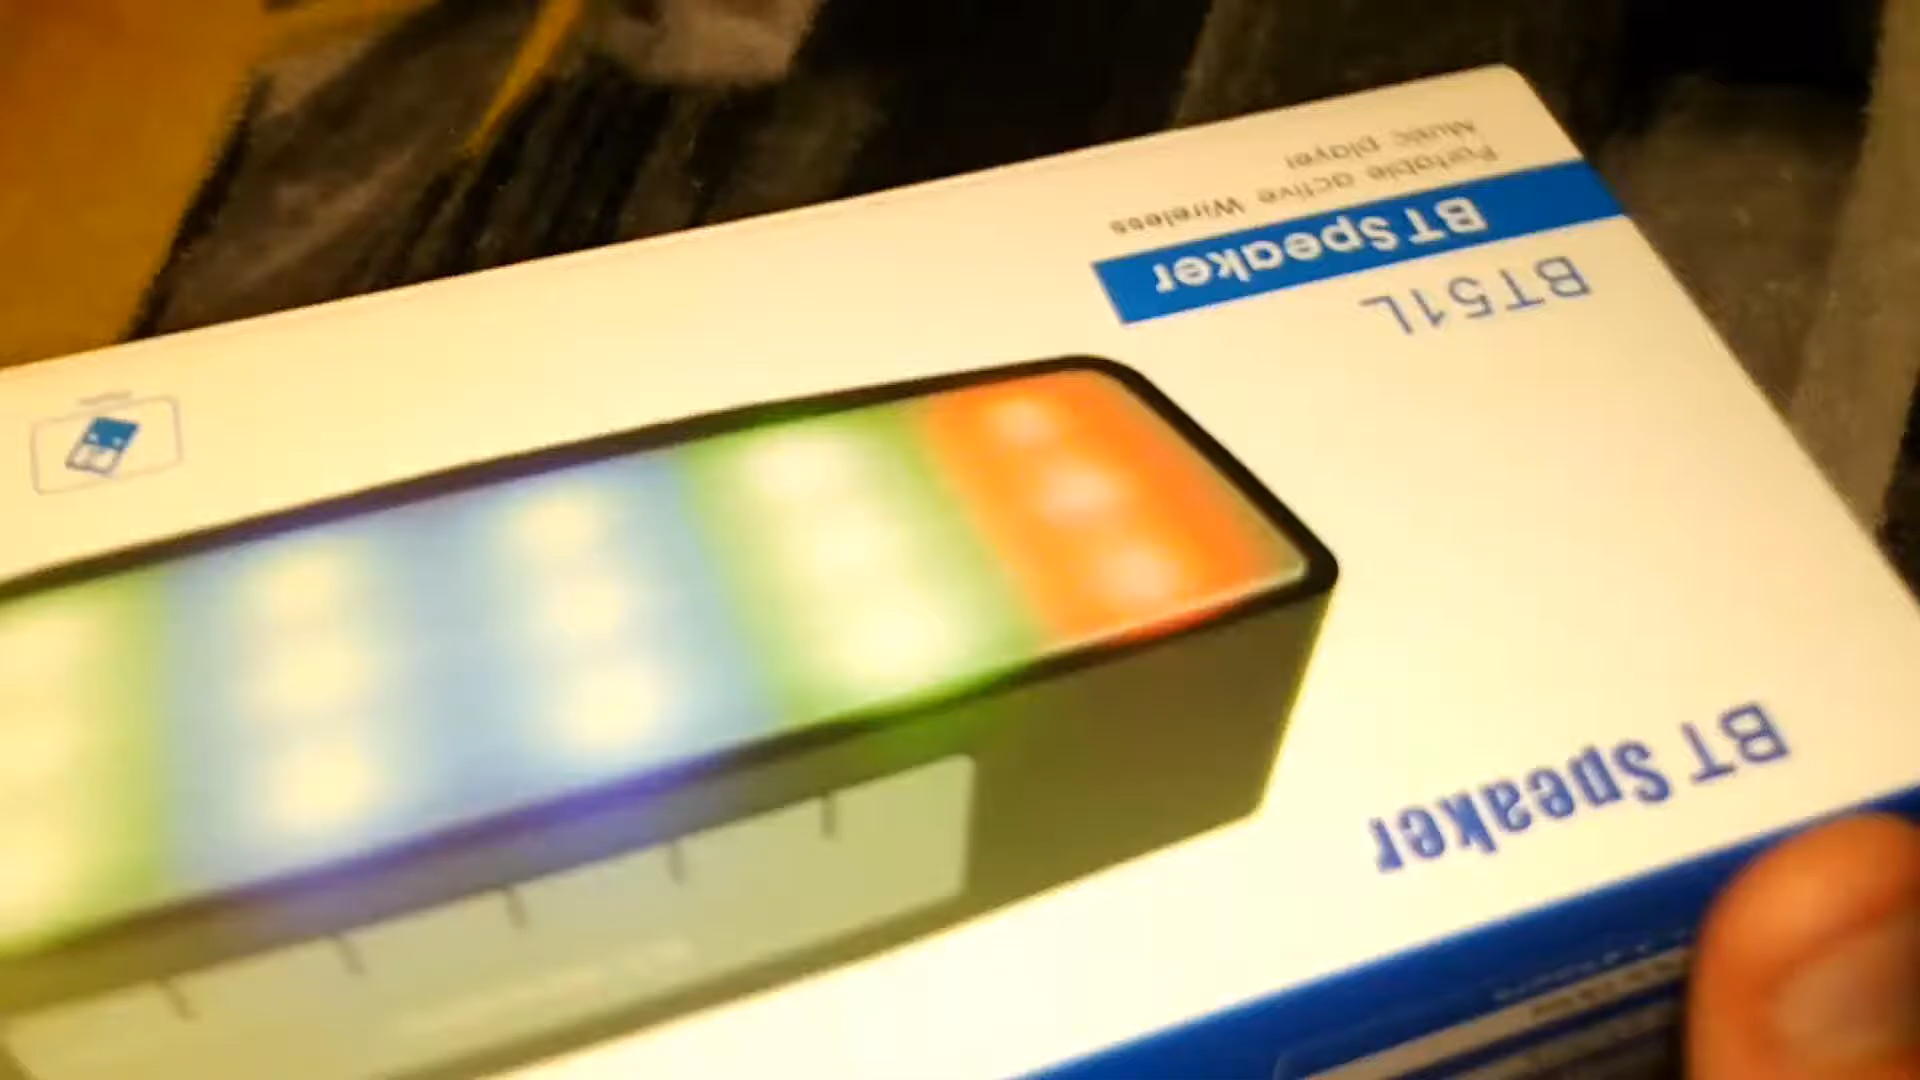 BT Speaker
BT51L
BT Speaker
Portable active Wireless
Music player